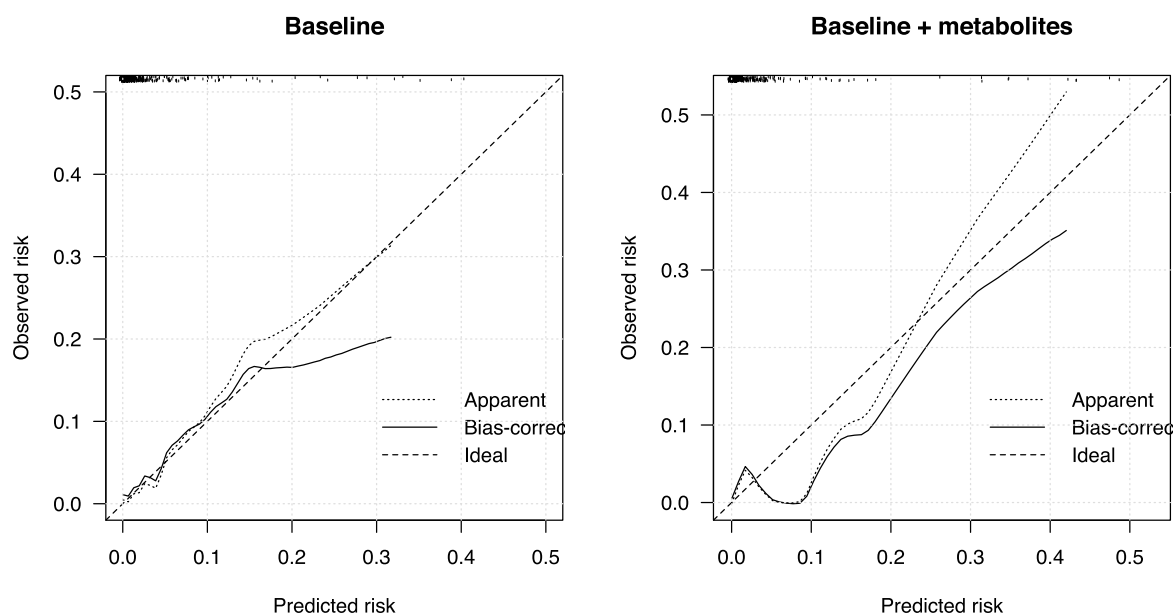 Baseline
0.5
0.4
0.3
0.2
0.1
0.0
Observed risk
Apparent
Bias-correc
Ideal
0.0 0.1 0.2 0.3 0.4 0.5
Predicted risk
Baseline + metabolites
0.5
0.4
0.3
0.2
0.1
0.0
Observed risk
Apparent
Bias-correc
Ideal
0.0 0.1 0.2 0.3 0.4 0.5
Predicted risk